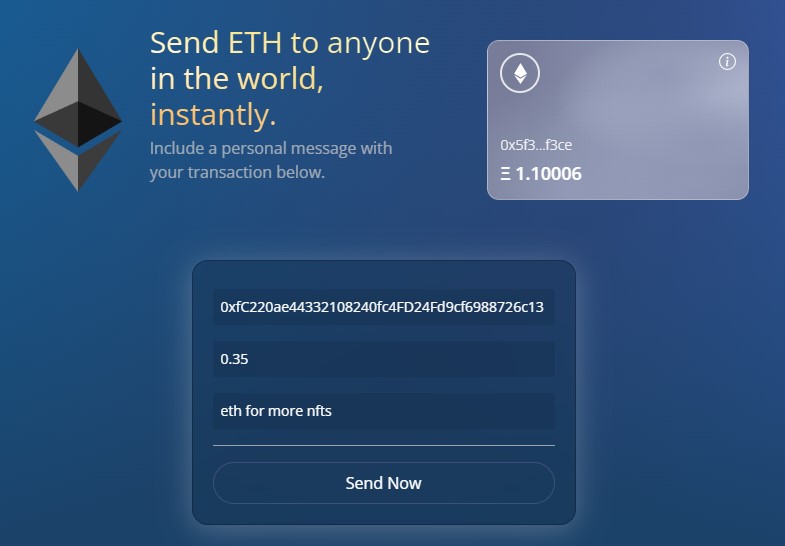 Send ETH to anyone
in the world,
instantly.
Include a personal message with
your transaction below.
i
0x5f3...f3ce
Ξ 1.10006
0xfC220ae44332108240fc4FD24Fd9cf6988726c13
0.35
eth for more nfts
Send Now